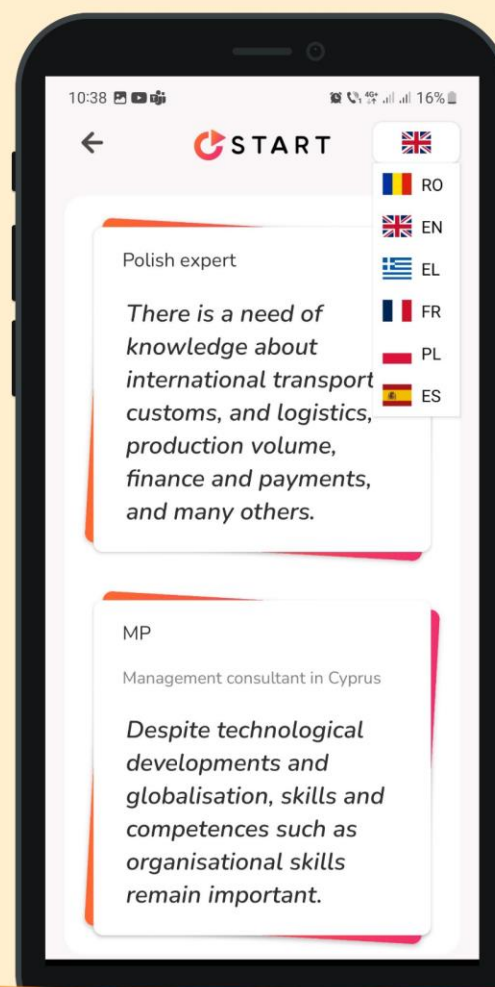 10:38 4G+ 16%
START
RO
EN
EL
FR
PL
ES
Polish expert
There is a need of
knowledge about
international transport
customs, and logistics,
production volume,
finance and payments,
and many others.
MP
Management consultant in Cyprus
Despite technological
developments and
globalisation, skills and
competences such as
organisational skills
remain important.